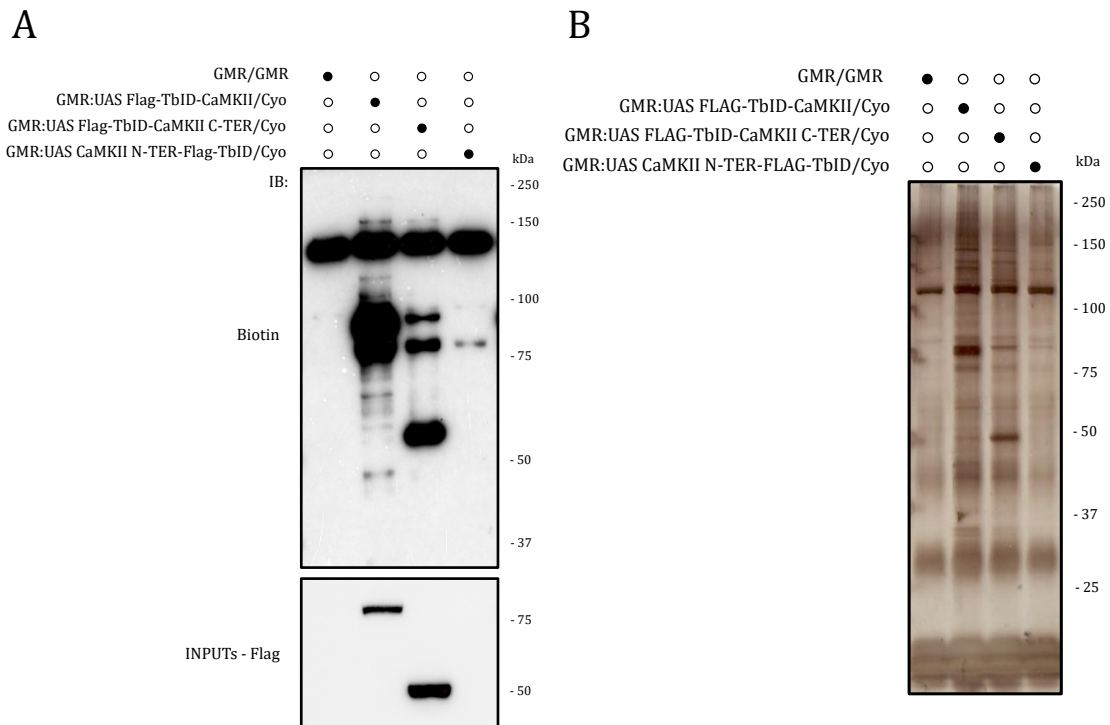 A
GMR/GMR
GMR:UAS Flag-TbID-CaMKII/Cyo
GMR:UAS Flag-TbID-CaMKII C-TER/Cyo
GMR:UAS CaMKII N-TER-Flag-TbID/Cyo
IB:
kDa
- 250
- 150
- 100
Biotin
- 75
- 50
- 37
- 75
INPUTs - Flag
- 50
B
GMR/GMR
GMR:UAS FLAG-TbID-CaMKII/Cyo
GMR:UAS FLAG-TbID-CaMKII C-TER/Cyo
GMR:UAS CaMKII N-TER-FLAG-TbID/Cyo
kDa
- 250
- 150
- 100
- 75
- 50
- 37
- 25